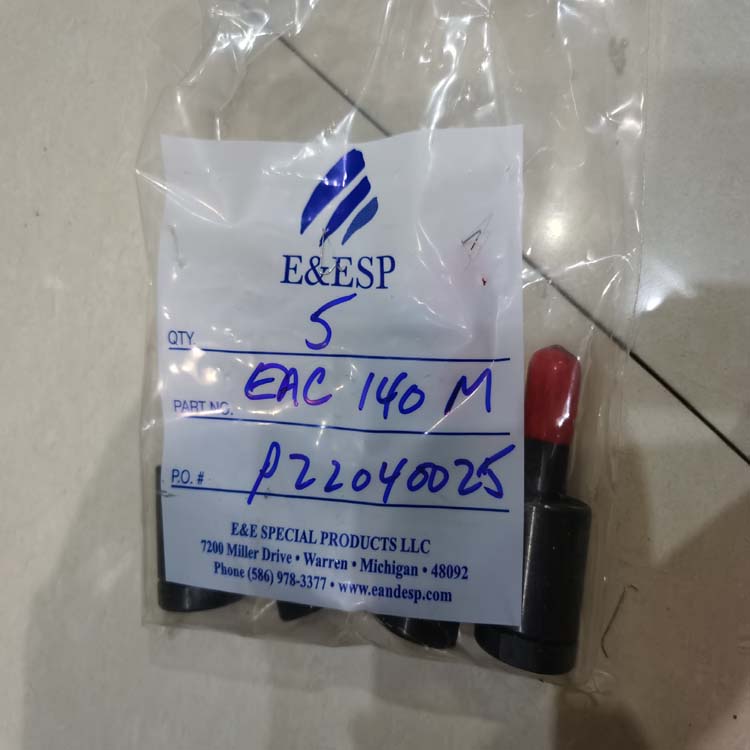 E&ESP
QTY. 5
PART NO. EAC 140 M
P.O. # P22040025
E&E SPECIAL PRODUCTS LLC
7200 Miller Drive • Warren • Michigan • 48092
Phone (586) 978-3377 • www.eandesp.com